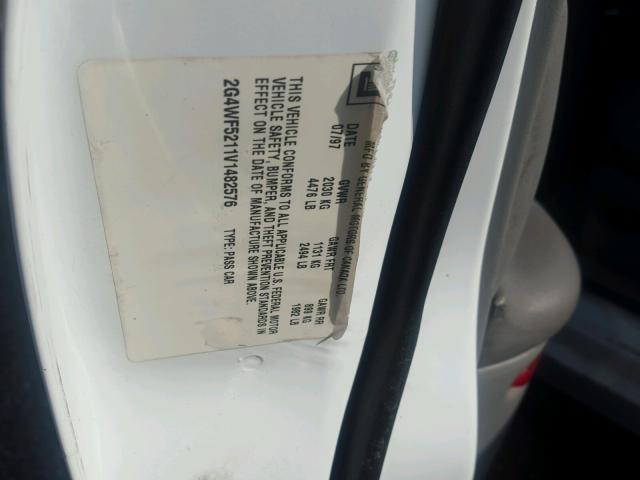 GM
MFD BY GENERAL MOTORS OF CANADA LTD.
DATE GVWR GAWR FRT GAWR RR
07/97 2030 KG 1131 KG 899 KG
4476 LB 2494 LB 1982 LB
THIS VEHICLE CONFORMS TO ALL APPLICABLE U.S. FEDERAL MOTOR
VEHICLE SAFETY, BUMPER, AND THEFT PREVENTION STANDARDS IN
EFFECT ON THE DATE OF MANUFACTURE SHOWN ABOVE.
2G4WF5211V1482576 TYPE: PASS CAR